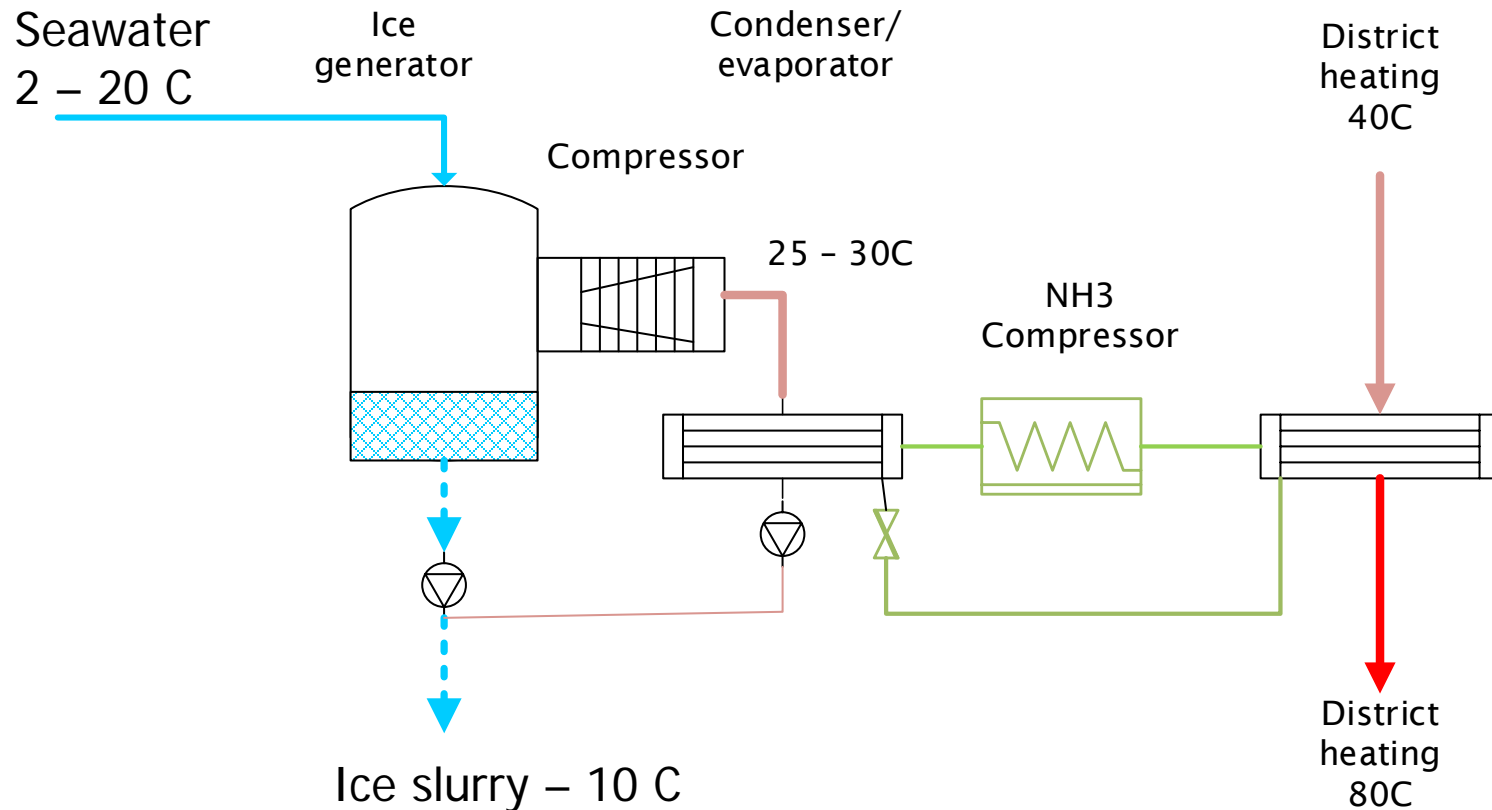 Seawater
2 – 20 C
Ice
generator
Condenser/
evaporator
District
heating
40C
Compressor
25 – 30C
NH3
Compressor
Ice slurry – 10 C
District
heating
80C